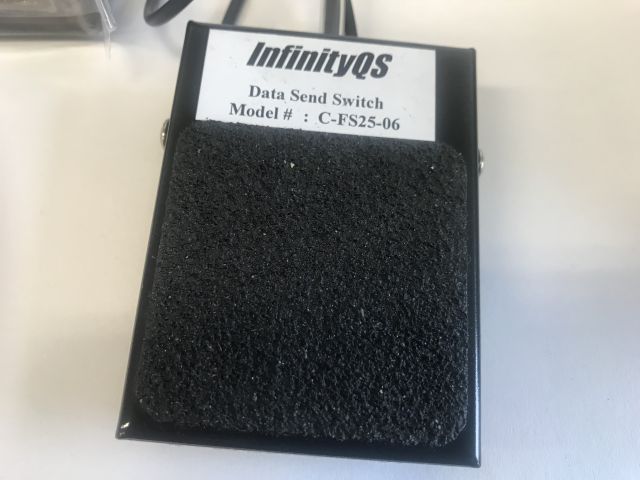 InfinityQS
Data Send Switch
Model # : C-FS25-06